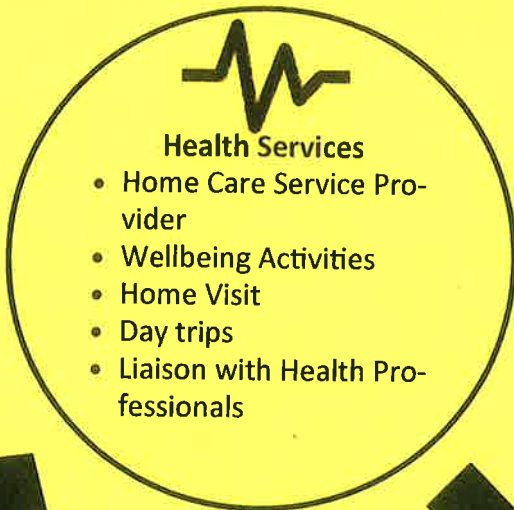 Health Services
• Home Care Service Pro-
vider
• Wellbeing Activities
• Home Visit
• Day trips
• Liaison with Health Pro-
fessionals